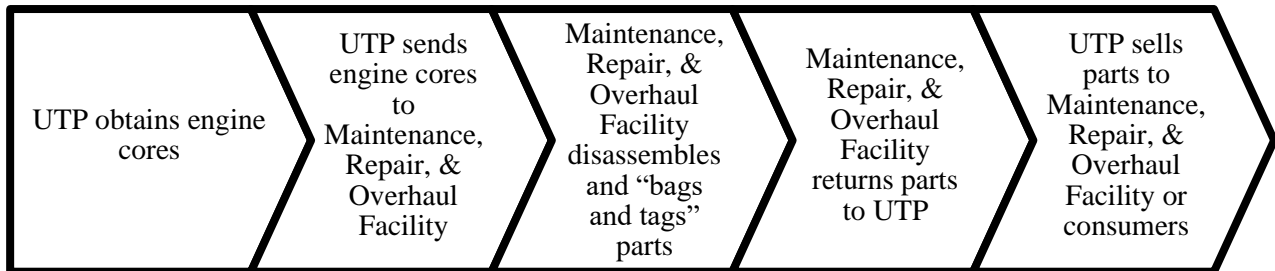 UTP obtains engine
cores
UTP sends
engine cores
to
Maintenance,
Repair, &
Overhaul
Facility
Maintenance,
Repair, &
Overhaul
Facility
disassembles
and “bags
and tags”
parts
Maintenance,
Repair, &
Overhaul
Facility
returns parts
to UTP
UTP sells
parts to
Maintenance,
Repair, &
Overhaul
Facility or
consumers